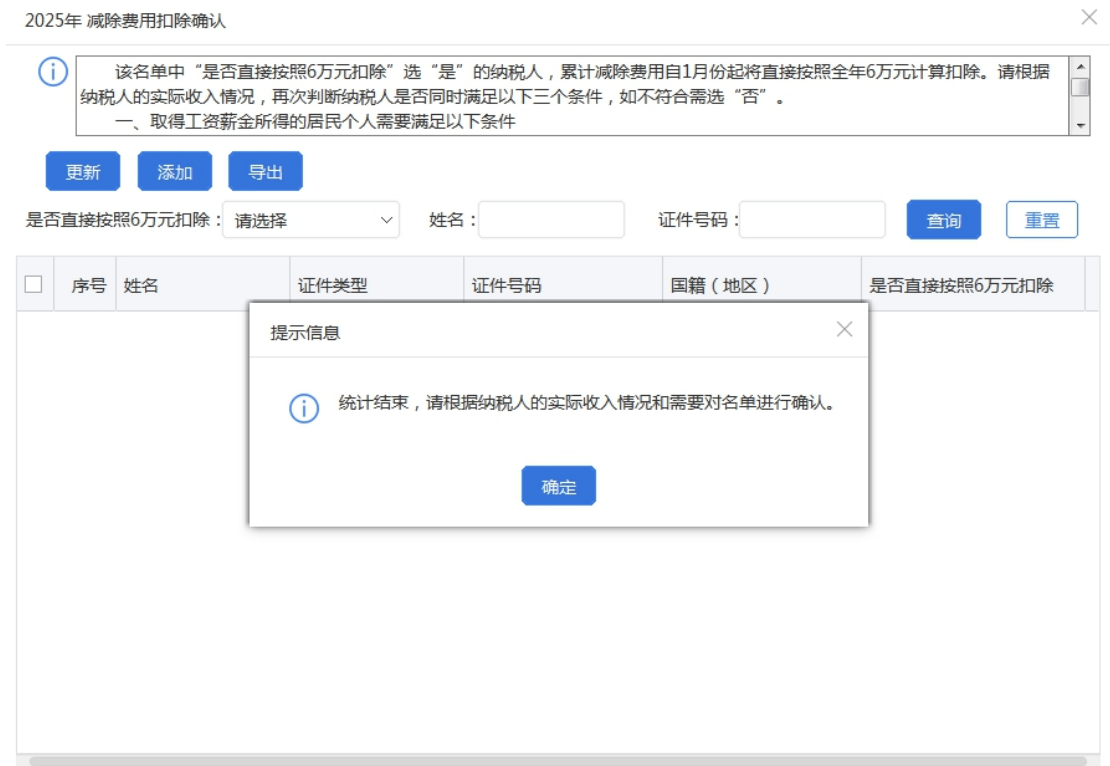 2025年 减除费用扣除确认
该名单中“是否直接按照6万元扣除”选“是”的纳税人，累计减除费用自1月份起将直接按照全年6万元计算扣除。请根据
纳税人的实际收入情况，再次判断纳税人是否同时满足以下三个条件，如不符合需选“否”。
一、取得工资薪金所得的居民个人需要满足以下条件
更新 添加 导出
是否直接按照6万元扣除： 请选择 姓名： 证件号码： 查询 重置
序号 姓名 证件类型 证件号码 国籍（地区） 是否直接按照6万元扣除
提示信息
统计结束，请根据纳税人的实际收入情况和需要对名单进行确认。
确定